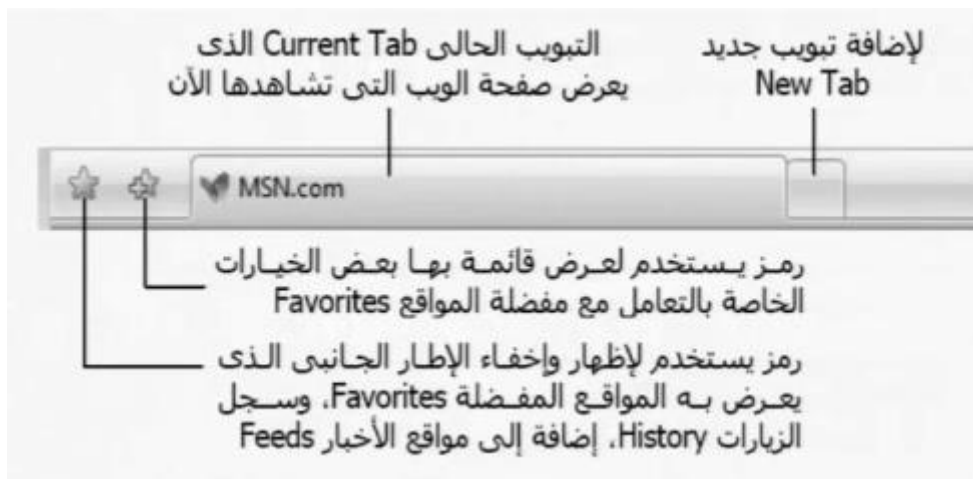 لإضافة تبويب جديد
New Tab
التبويب الحالى Current Tab الذى
يعرض صفحة الويب التى تشاهدها الآن
MSN.com
رمز يستخدم لعرض قائمة بها بعض الخيارات
الخاصة بالتعامل مع مفضلة المواقع Favorites
رمز يستخدم لإظهار وإخفاء الإطار الجانبى الذى
يعرض به المواقع المفضلة Favorites، وسجل
الزيارات History، إضافة إلى مواقع الأخبار Feeds